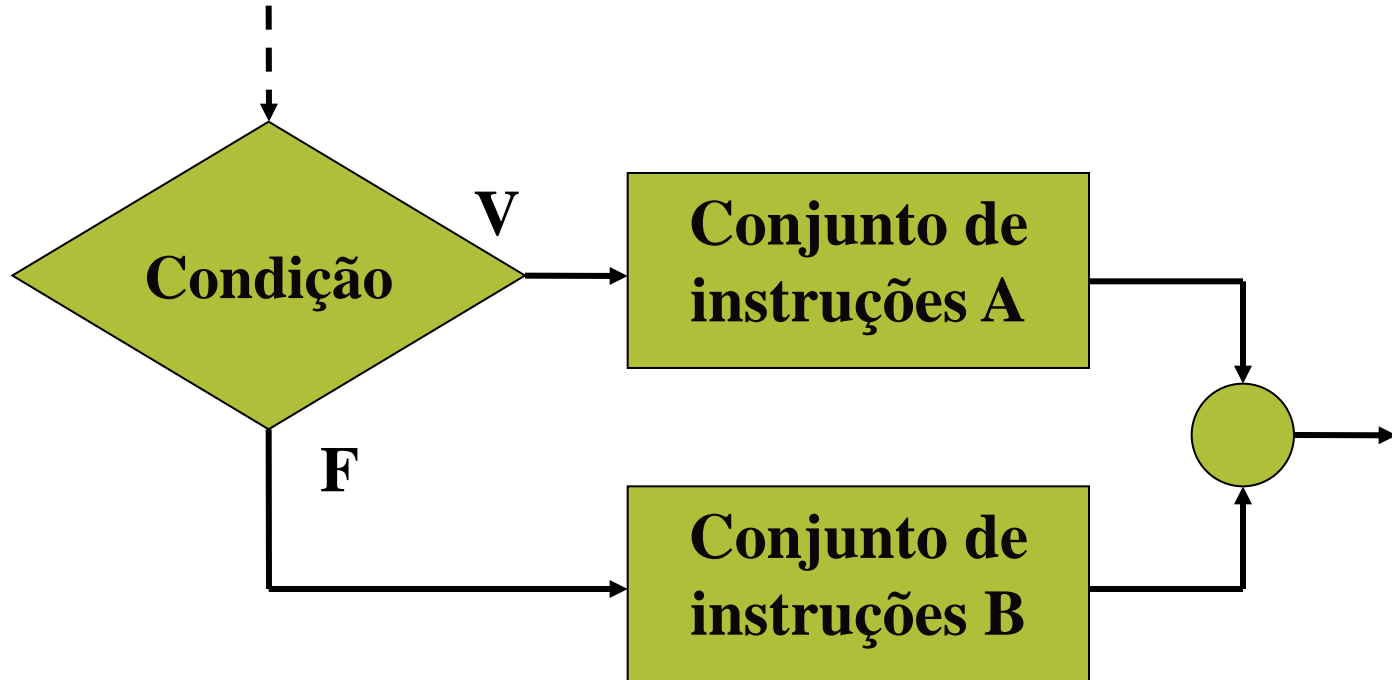 V
Conjunto de
instruções A
Condição
F
Conjunto de
instruções B